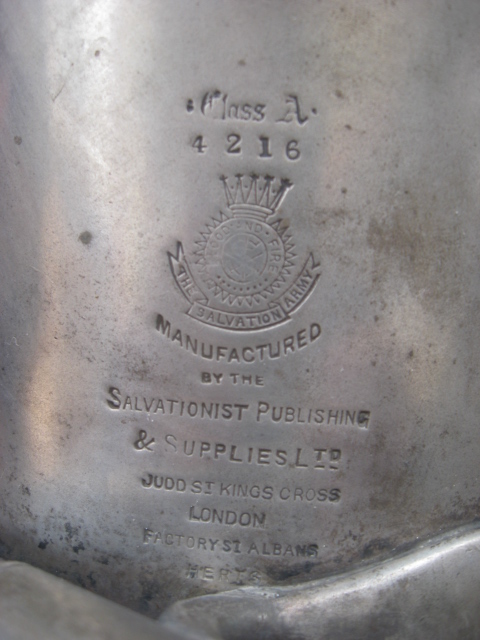 Class A
4216
BLOOD AND FIRE
THE SALVATION ARMY
MANUFACTURED
BY THE
SALVATIONIST PUBLISHING
& SUPPLIES LTD
JUDD ST KINGS CROSS
LONDON
FACTORY ST ALBANS
HERTS